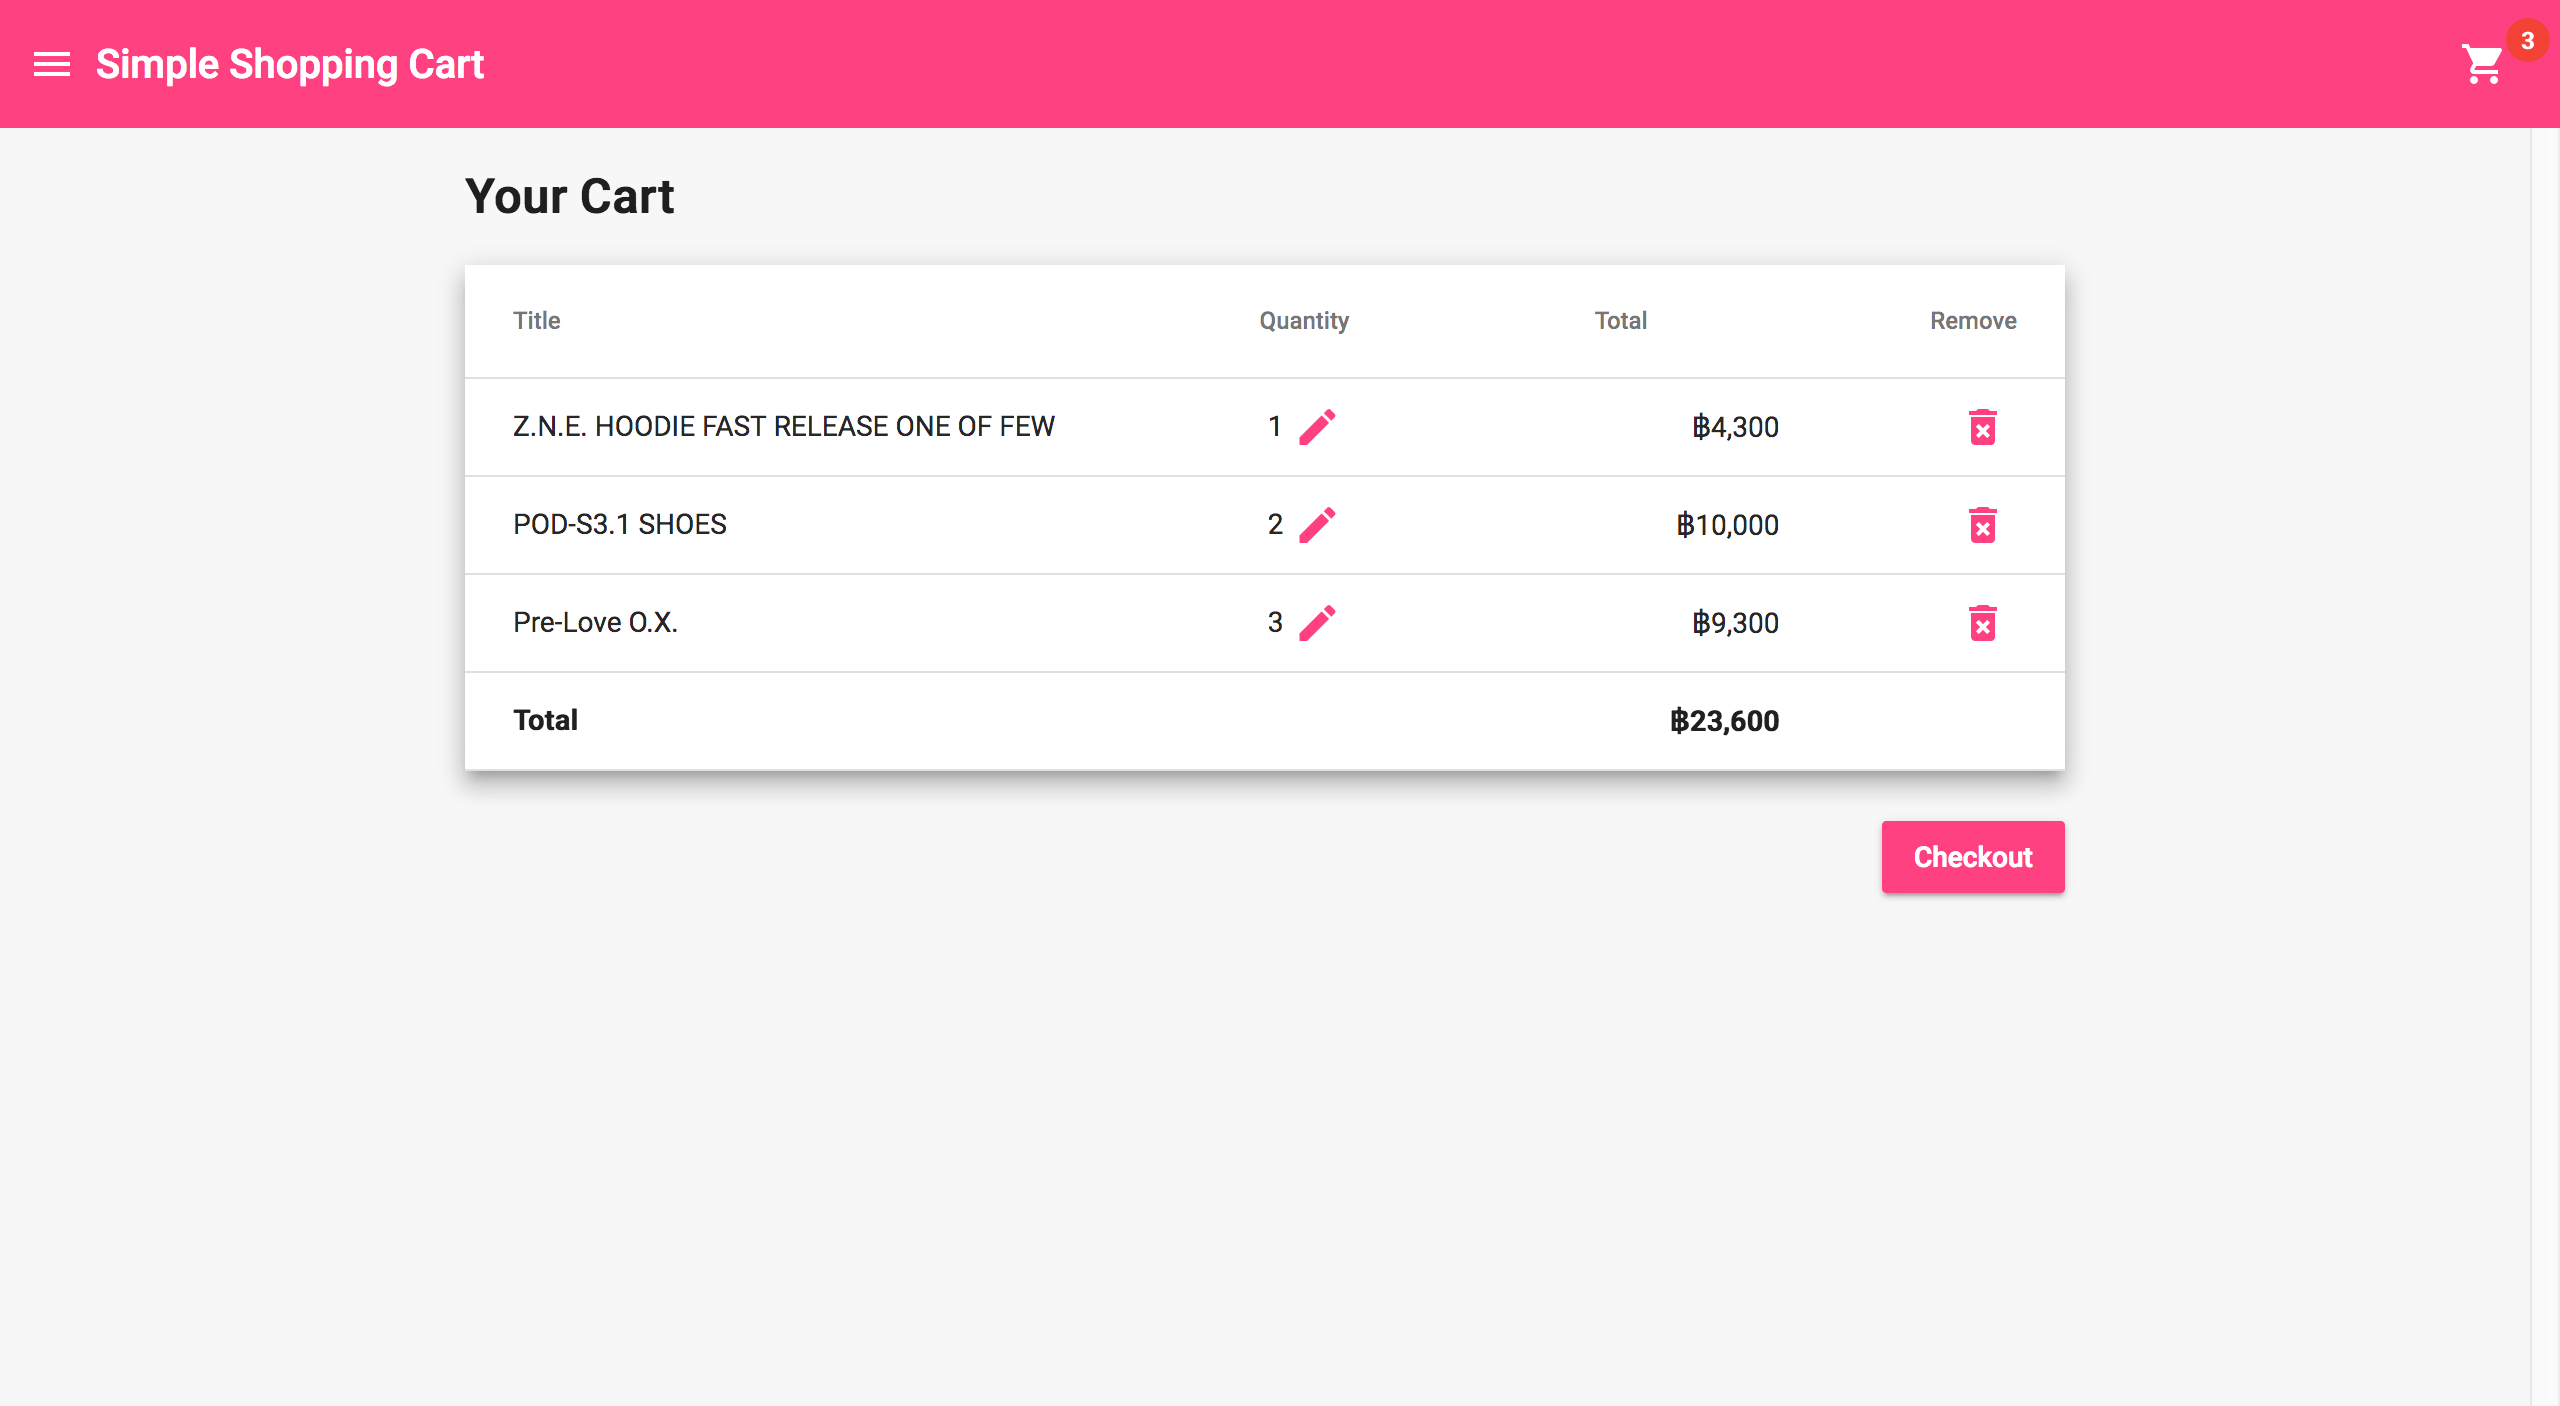 Simple Shopping Cart
3
Your Cart
Title Quantity Total Remove
Z.N.E. HOODIE FAST RELEASE ONE OF FEW 1 ฿4,300
POD-S3.1 SHOES 2 ฿10,000
Pre-Love O.X. 3 ฿9,300
Total ฿23,600
Checkout